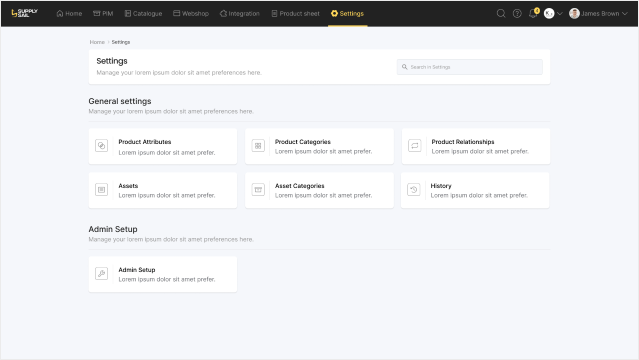 SUPPLY
SAIL
Home
PIM
Catalogue
Webshop
Integration
Product sheet
Settings
4
James Brown
Home
Settings
Settings
Manage your lorem ipsum dolor sit amet preferences here.
Search in Settings
General settings
Manage your lorem ipsum dolor sit amet preferences here.
Product Attributes
Lorem ipsum dolor sit amet prefer.
Product Categories
Lorem ipsum dolor sit amet prefer.
Product Relationships
Lorem ipsum dolor sit amet prefer.
Assets
Lorem ipsum dolor sit amet prefer.
Asset Categories
Lorem ipsum dolor sit amet prefer.
History
Lorem ipsum dolor sit amet prefer.
Admin Setup
Manage your lorem ipsum dolor sit amet preferences here.
Admin Setup
Lorem ipsum dolor sit amet prefer.